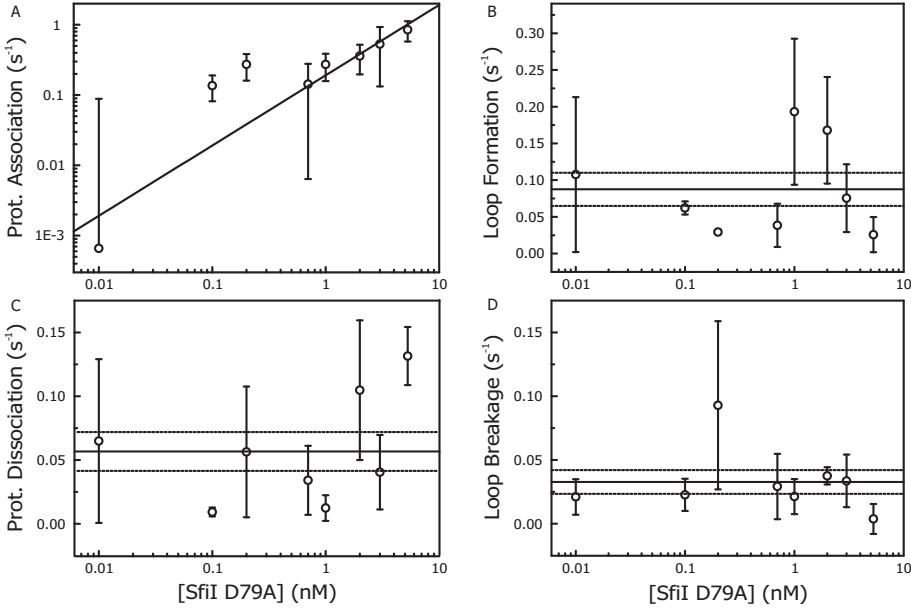 A
Prot. Association (s⁻¹)
1
0.1
0.01
1E-3
0.01
0.1
1
10
B
Loop Formation (s⁻¹)
0.30
0.25
0.20
0.15
0.10
0.05
0.00
0.01
0.1
1
10
nM
C
Prot. Dissociation (s⁻¹)
0.15
0.10
0.05
0.00
0.01
0.1
1
10
[SfiI D79A] (nM)
D
Loop Breakage (s⁻¹)
0.15
0.10
0.05
0.00
0.01
0.1
1
10
nM
[SfiI D79A] (nM)